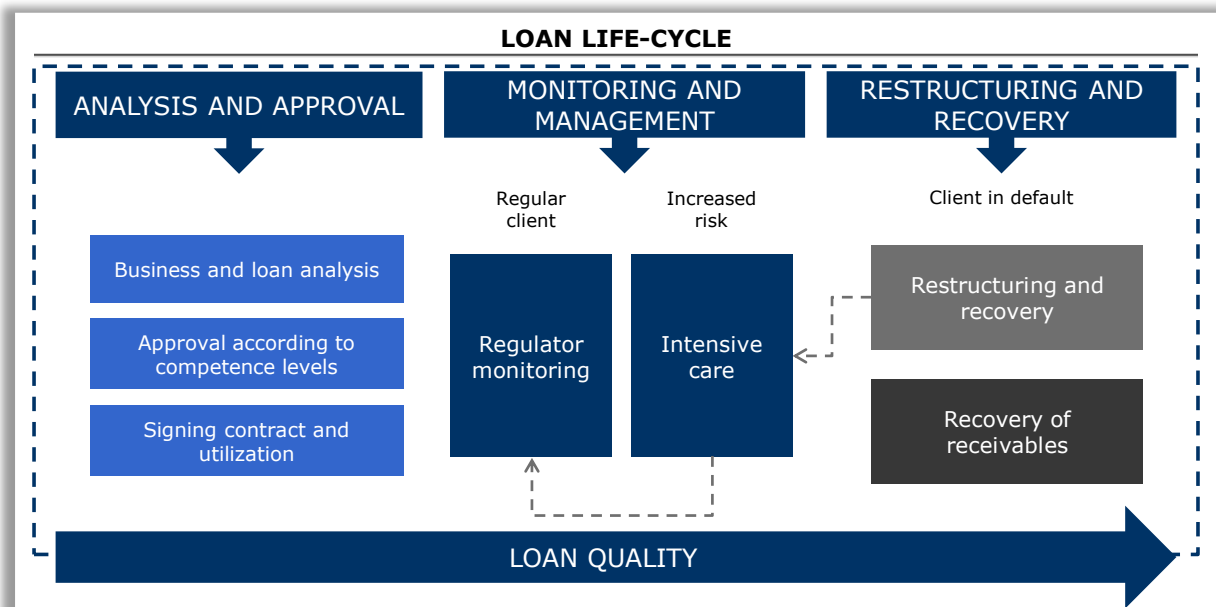 LOAN LIFE-CYCLE
ANALYSIS AND APPROVAL
MONITORING AND
MANAGEMENT
RESTRUCTURING AND
RECOVERY
Business and loan analysis
Approval according to
competence levels
Signing contract and
utilization
Regular
client
Increased
risk
Regulator
monitoring
Intensive
care
Client in default
Restructuring and
recovery
Recovery of
receivables
LOAN QUALITY